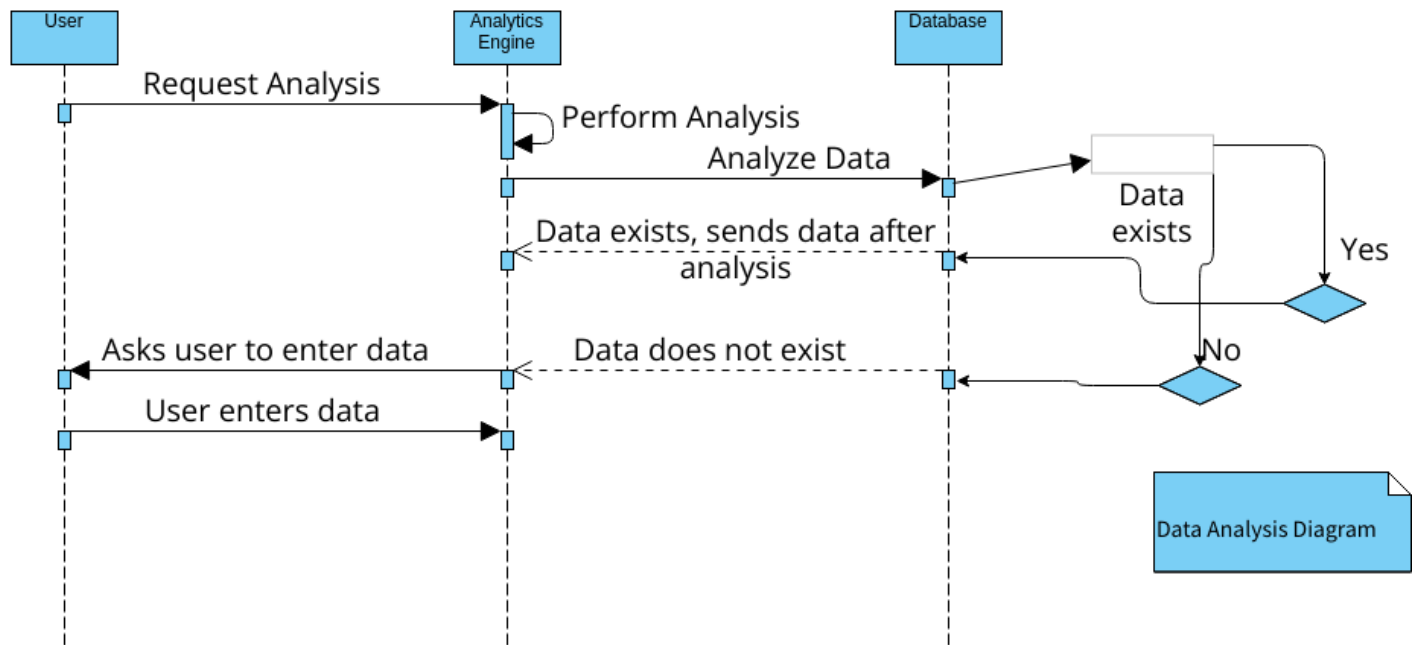 User
Analytics
Engine
Database
Request Analysis
Perform Analysis
Analyze Data
Data
exists
Data exists, sends data after
analysis
Yes
Asks user to enter data
Data does not exist
No
User enters data
Data Analysis Diagram